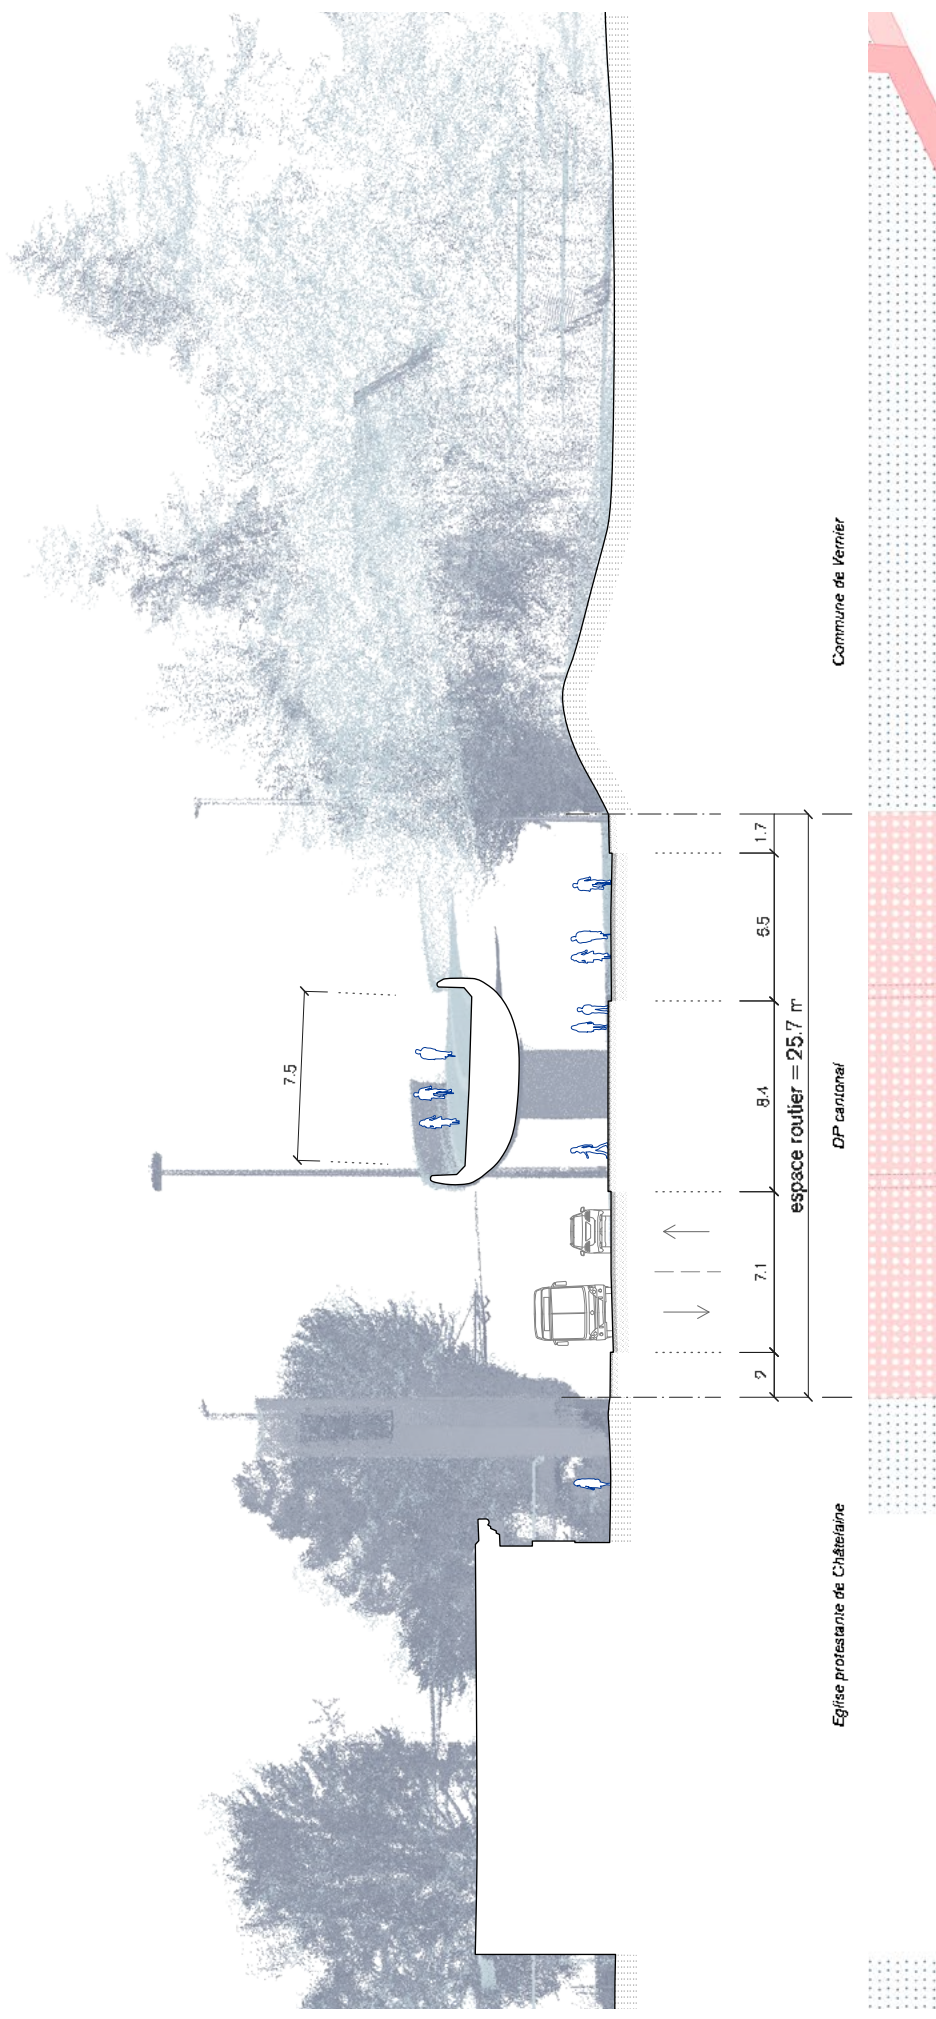 7.5
2
7.1
8.4
6.5
1.7
espace routier = 25.7 m
Eglise protestante de Châtelaine
DP cantonal
Commune de Vernier